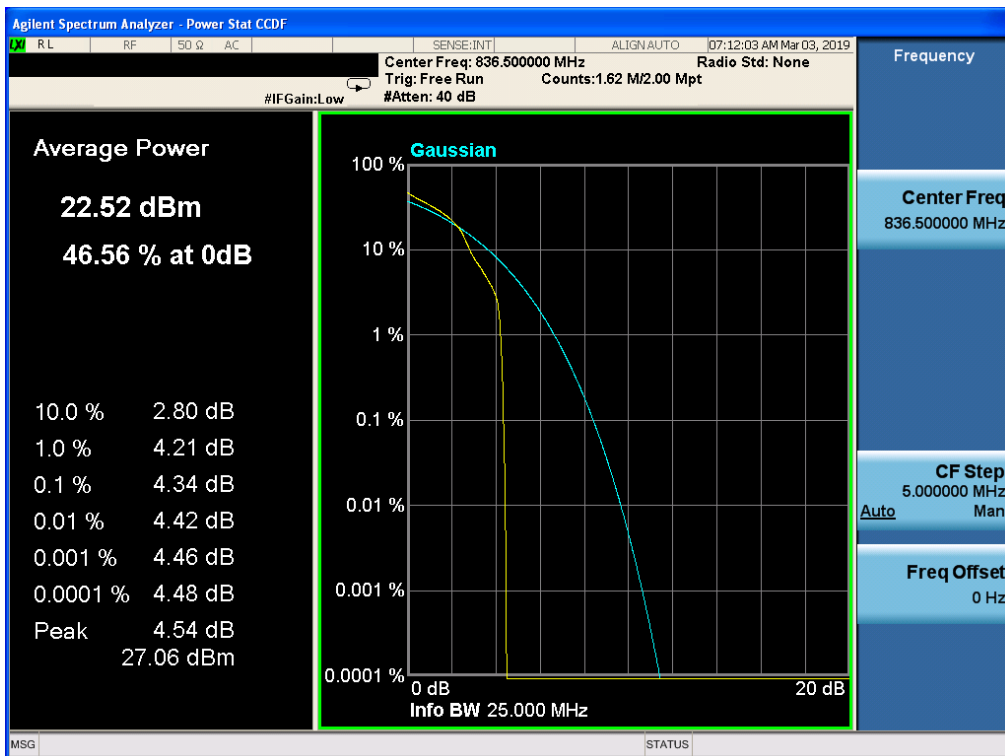 Agilent Spectrum Analyzer - Power Stat CCDF
LXI RL RF 50 Ω AC SENSE:INT ALIGN AUTO 07:12:03 AM Mar 03, 2019
Center Freq: 836.500000 MHz Radio Std: None
Trig: Free Run Counts:1.62 M/2.00 Mpt
#IFGain:Low #Atten: 40 dB
Frequency
Average Power
22.52 dBm
46.56 % at 0dB
10.0 % 2.80 dB
1.0 % 4.21 dB
0.1 % 4.34 dB
0.01 % 4.42 dB
0.001 % 4.46 dB
0.0001 % 4.48 dB
Peak 4.54 dB
27.06 dBm
Gaussian
100 %
10 %
1 %
0.1 %
0.01 %
0.001 %
0.0001 %
0 dB 20 dB
Info BW 25.000 MHz
Center Freq
836.500000 MHz
CF Step
5.000000 MHz
Auto Man
Freq Offset
0 Hz
MSG STATUS